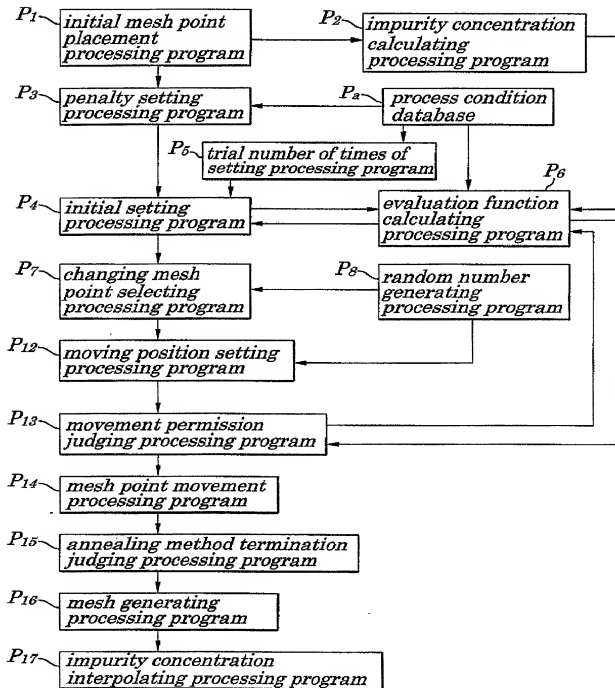 P1
initial mesh point
placement
processing program
P2
impurity concentration
calculating
processing program
P3
penalty setting
processing program
Pa
process condition
database
P5
trial number of times of
setting processing program
P4
initial setting
processing program
P6
evaluation function
calculating
processing program
P7
changing mesh
point selecting
processing program
P8
random number
generating
processing program
P12
moving position setting
processing program
P13
movement permission
judging processing program
P14
mesh point movement
processing program
P15
annealing method termination
judging processing program
P16
mesh generating
processing program
P17
impurity concentration
interpolating processing program